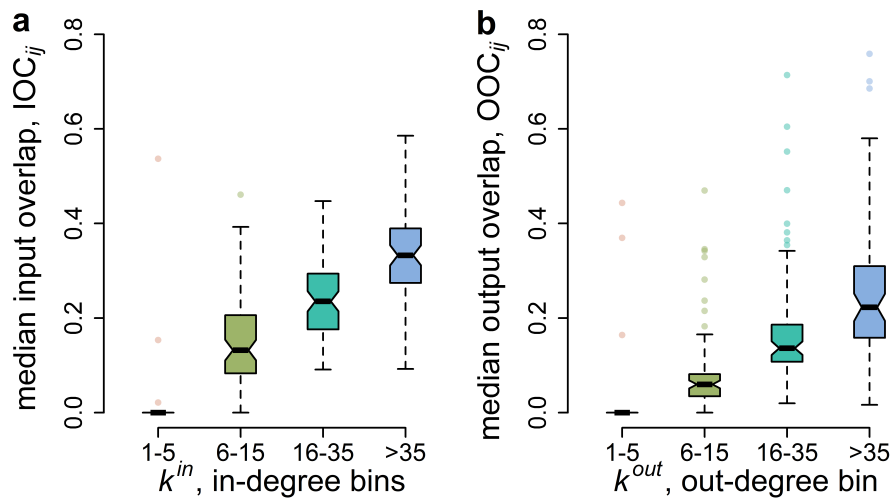 a
median input overlap, IOCij
0.8
0.6
0.4
0.2
0.0
1-5 6-15 16-35 >35
k^in, in-degree bins
b
median output overlap, OOCij
0.8
0.6
0.4
0.2
0.0
1-5 6-15 16-35 >35
k^out, out-degree bin